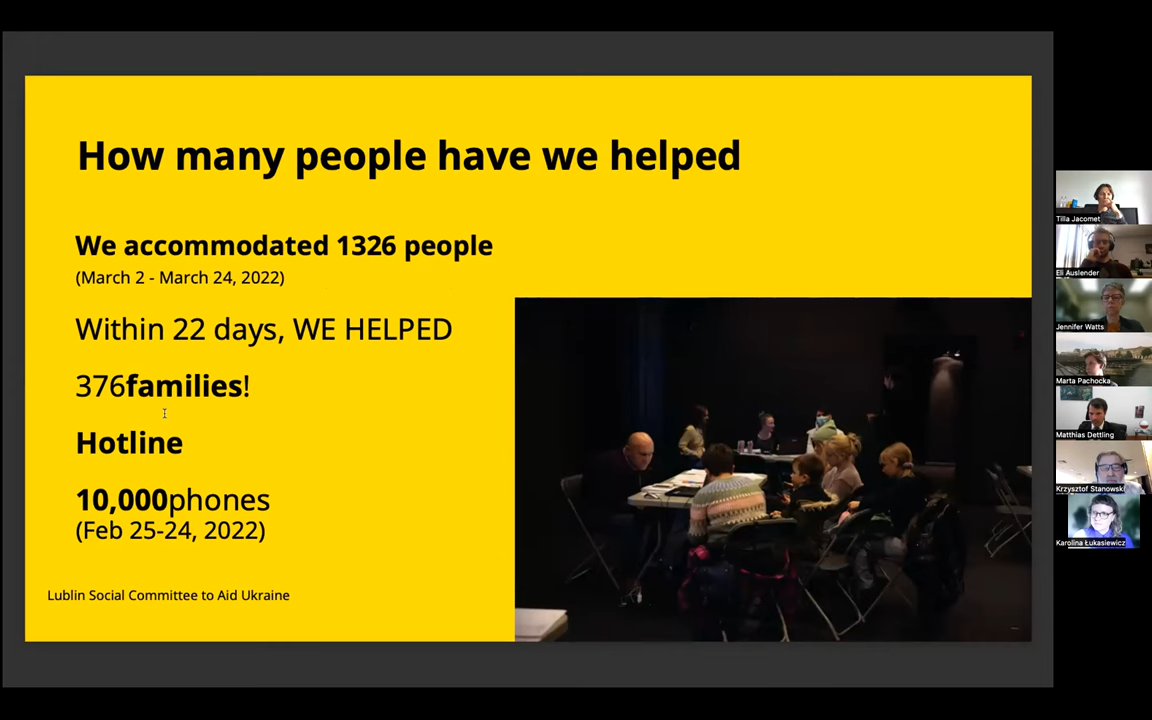 How many people have we helped
We accommodated 1326 people
(March 2 - March 24, 2022)
Within 22 days, WE HELPED
376families!
Hotline
10,000phones
(Feb 25-24, 2022)
Lublin Social Committee to Aid Ukraine
Tilla Jacomet
Eli Auslender
Jennifer Watts
Marta Pachocka
Matthias Dettling
Krzysztof Stanowski
Karolina Łukasiewicz